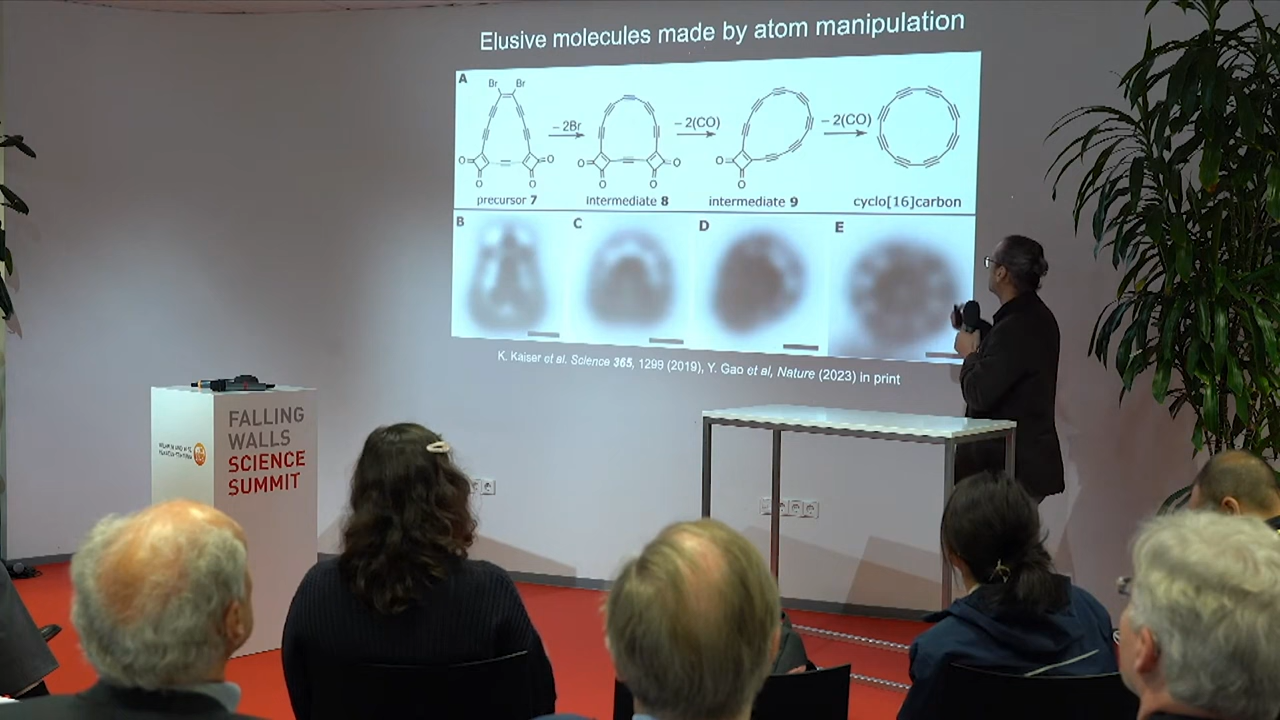 Elusive molecules made by atom manipulation
A
Br Br
– 2Br
– 2(CO)
– 2(CO)
O O O O
O O O O
O O
precursor 7
intermediate 8
intermediate 9
cyclo[16]carbon
B
C
D
E
K. Kaiser et al. Science 365, 1299 (2019), Y. Gao et al, Nature (2023) in print
FALLING
WALLS
SCIENCE
SUMMIT